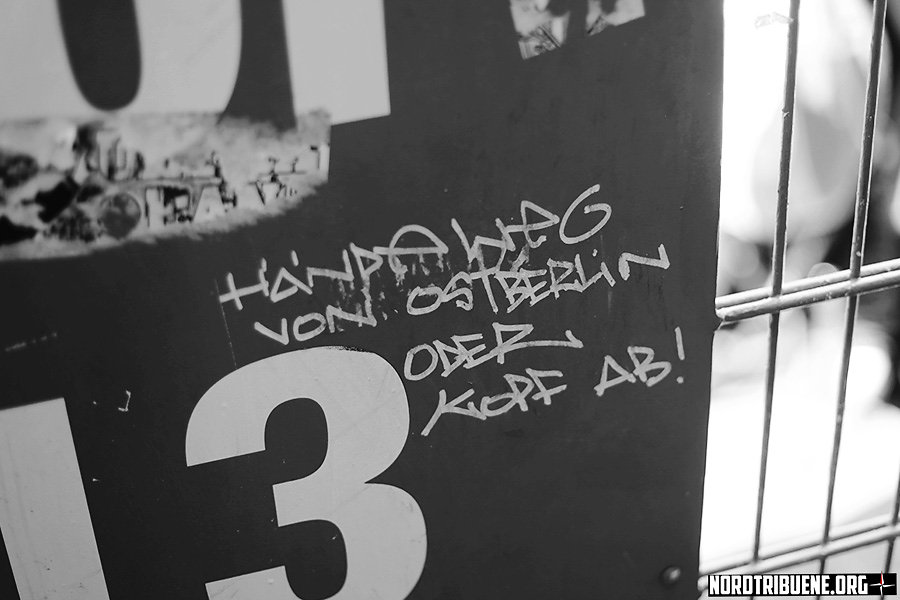 HÄNDE WEG
VON OSTBERLIN
ODER
KOPF AB!
13
NORDTRIBUENE.ORG